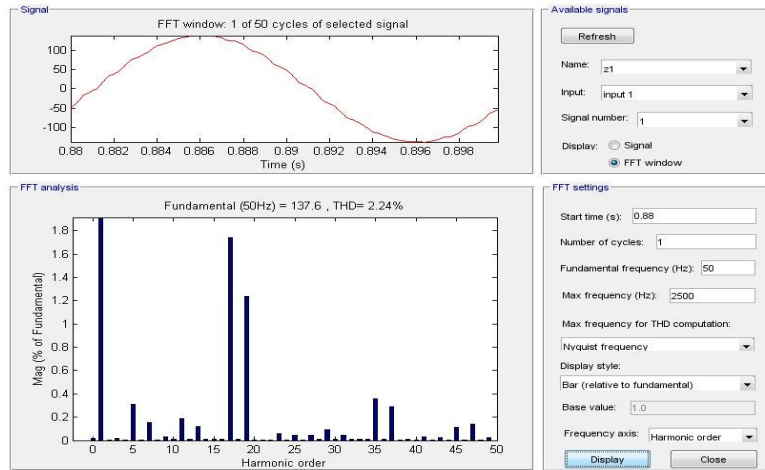 Signal
FFT window: 1 of 50 cycles of selected signal
100
50
0
-50
-100
0.88 0.882 0.884 0.886 0.888 0.89 0.892 0.894 0.896 0.898
Time (s)
FFT analysis
Fundamental (50Hz) = 137.6 , THD= 2.24%
Mag (% of Fundamental)
1.8
1.6
1.4
1.2
1
0.8
0.6
0.4
0.2
0
0 5 10 15 20 25 30 35 40 45 50
Harmonic order
Available signals
Refresh
Name: z1
Input: input 1
Signal number: 1
Display: Signal
FFT window
FFT settings
Start time (s): 0.88
Number of cycles: 1
Fundamental frequency (Hz): 50
Max frequency (Hz): 2500
Max frequency for THD computation:
Nyquist frequency
Display style:
Bar (relative to fundamental)
Base value: 1.0
Frequency axis: Harmonic order
Display Close